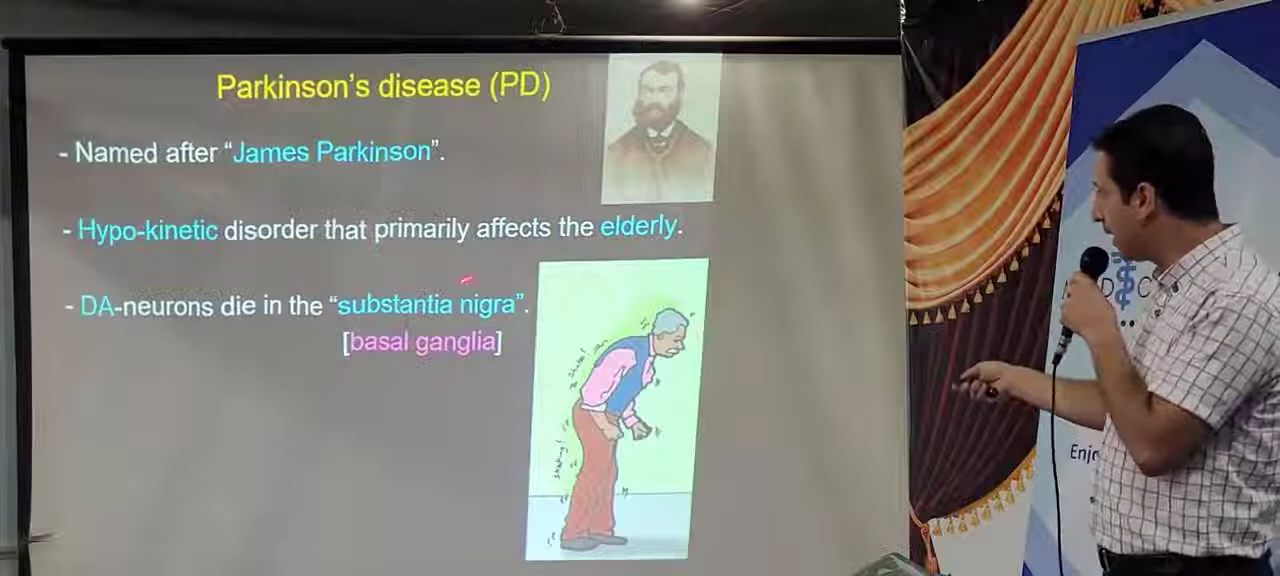 Parkinson's disease (PD)
- Named after “James Parkinson”.
- Hypo-kinetic disorder that primarily affects the elderly.
- DA-neurons die in the “substantia nigra”.
[basal ganglia]
Enjo